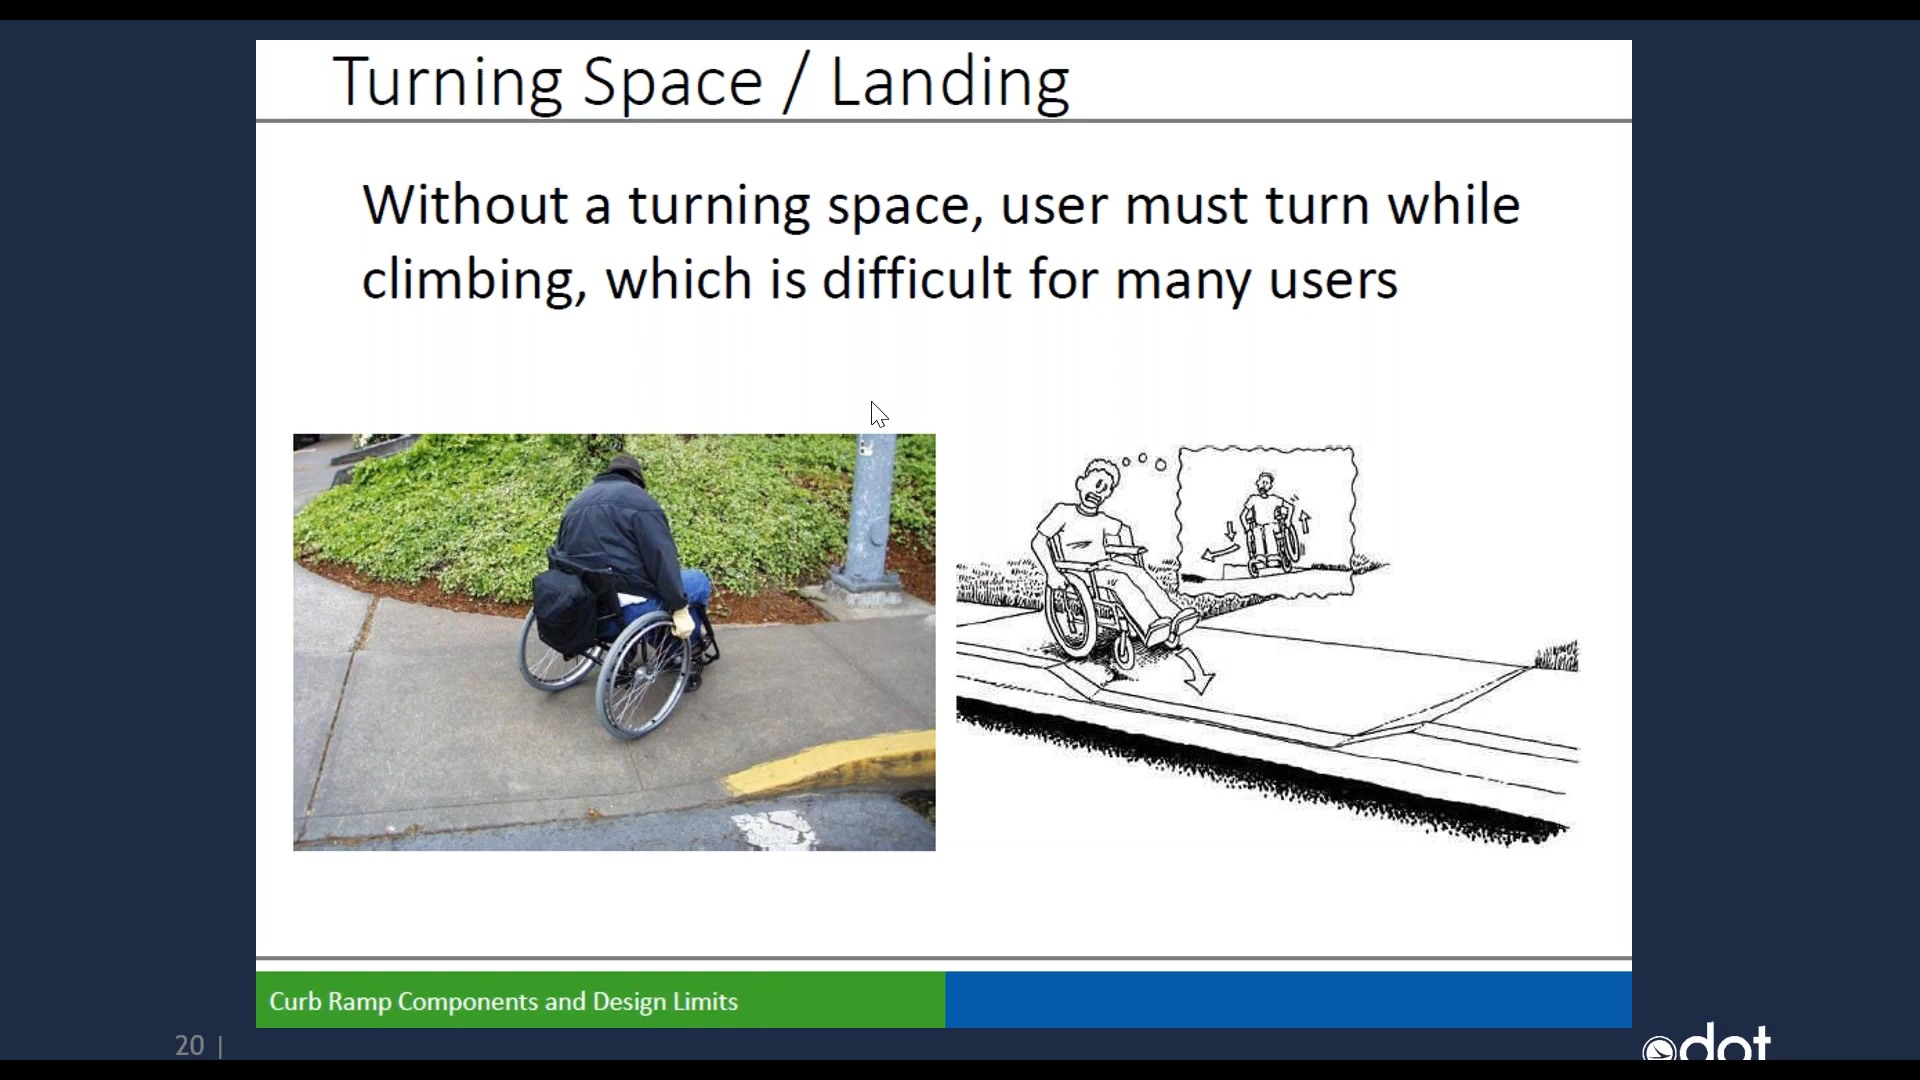 Turning Space / Landing
Without a turning space, user must turn while
climbing, which is difficult for many users
Curb Ramp Components and Design Limits
20 |
dot